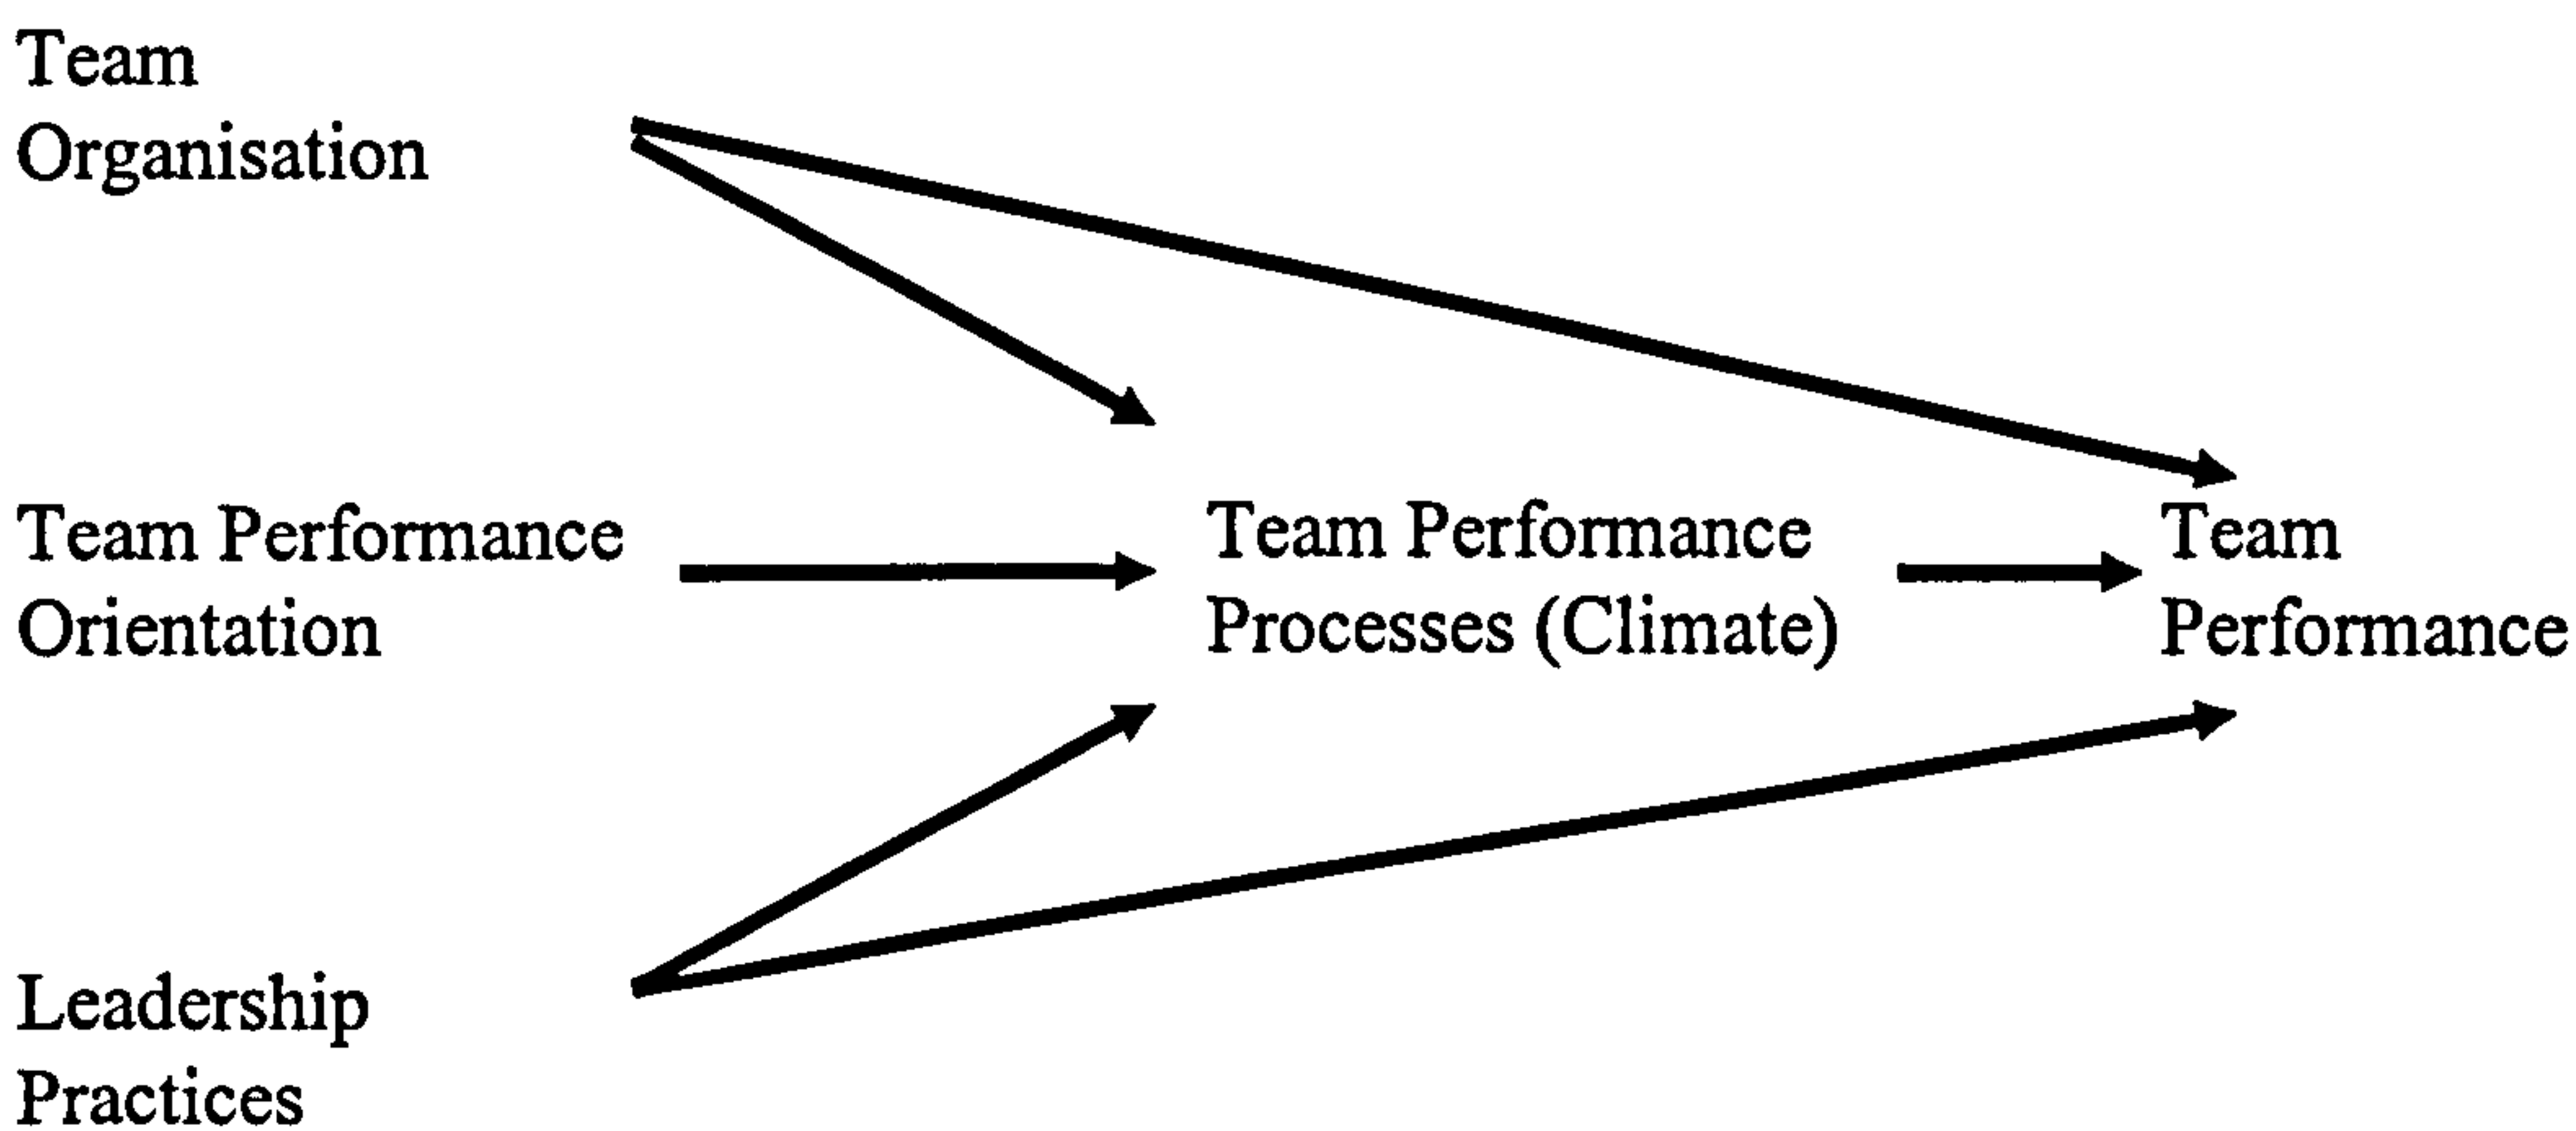 Team
Organisation
Team Performance
Orientation
Team Performance
Processes (Climate)
Team
Performance
Leadership
Practices